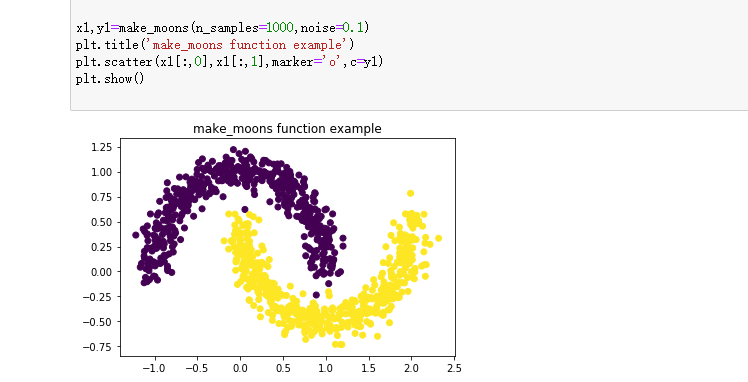 x1,y1=make_moons(n_samples=1000,noise=0.1)
plt.title('make_moons function example')
plt.scatter(x1[:,0],x1[:,1],marker='o',c=y1)
plt.show()
make_moons function example
1.25
1.00
0.75
0.50
0.25
0.00
−0.25
−0.50
−0.75
−1.0 −0.5 0.0 0.5 1.0 1.5 2.0 2.5